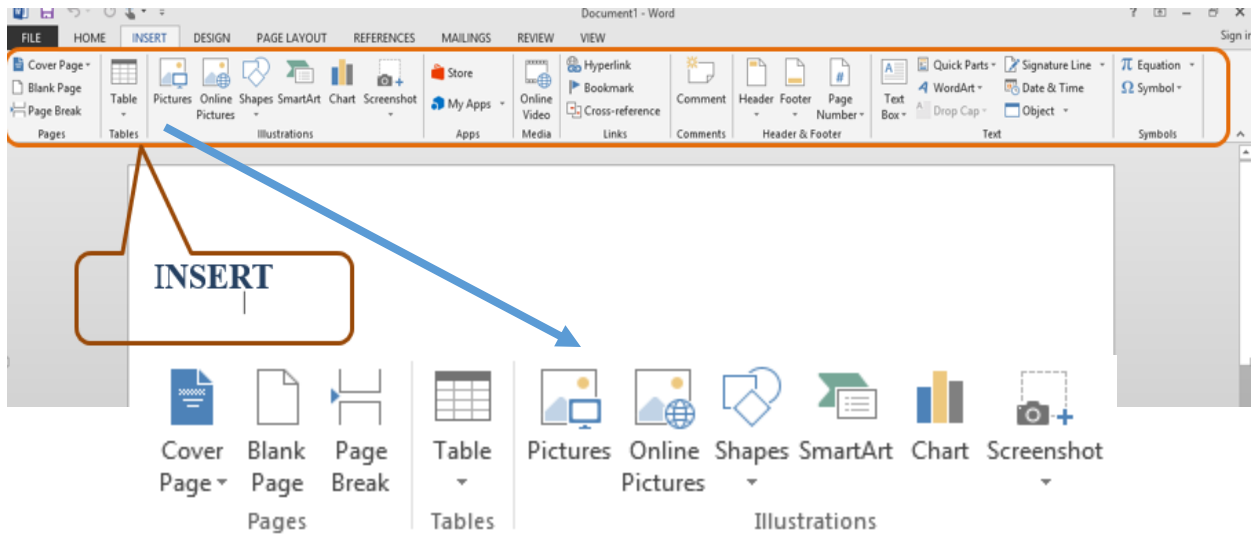 Document1 - Word
?
FILE HOME INSERT DESIGN PAGE LAYOUT REFERENCES MAILINGS REVIEW VIEW Sign in
Cover Page
Blank Page
Page Break
Pages
Table
Tables
Pictures Online Pictures Shapes SmartArt Chart Screenshot
Illustrations
Store
My Apps
Apps
Online Video
Media
Hyperlink
Bookmark
Cross-reference
Links
Comment
Comments
Header Footer Page Number
Header & Footer
Text Box
Quick Parts
WordArt
Drop Cap
Signature Line
Date & Time
Object
Text
π Equation
Ω Symbol
Symbols
INSERT
Cover Blank Page Table Pictures Online Shapes SmartArt Chart Screenshot
Page Page Break Pictures
Pages Tables Illustrations